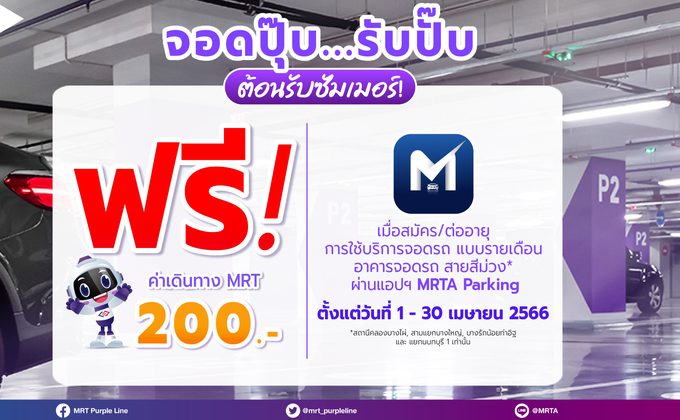 จอดปุ๊บ...รับปั๊บ
ต้อนรับซัมเมอร์!
ฟรี!
ค่าเดินทาง MRT
200.-
M
เมื่อสมัคร/ต่ออายุ
การใช้บริการจอดรถ แบบรายเดือน
อาคารจอดรถ สายสีม่วง*
ผ่านแอปฯ MRTA Parking
ตั้งแต่วันที่ 1 - 30 เมษายน 2566
*สถานีคลองบางไผ่, สามแยกบางใหญ่, บางรักน้อยท่าอิฐ
และ แยกนนทบุรี 1 เท่านั้น
P2
P2
MRT Purple Line
@mrt_purpleline
@MRTA